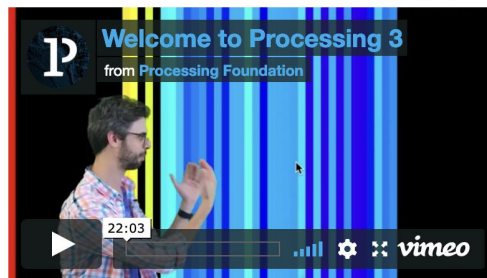 Welcome to Processing 3
from Processing Foundation
22:03
vimeo